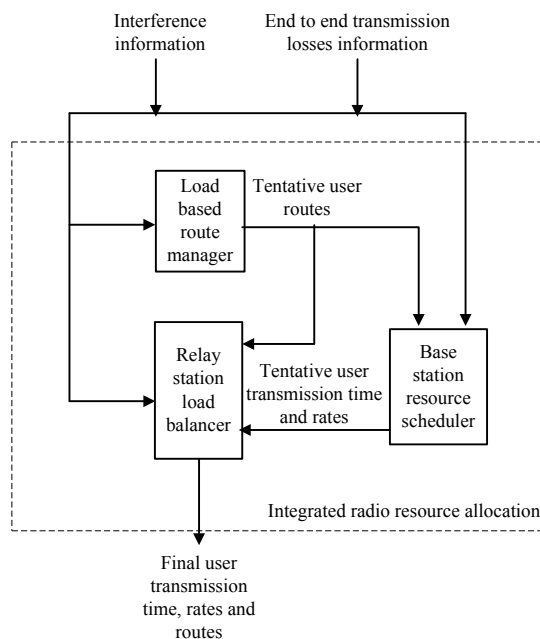 Interference
information
End to end transmission
losses information
Load
based
route
manager
Tentative user
routes
Relay
station
load
balancer
Tentative user
transmission time
and rates
Base
station
resource
scheduler
Integrated radio resource allocation
Final user
transmission
time, rates and
routes